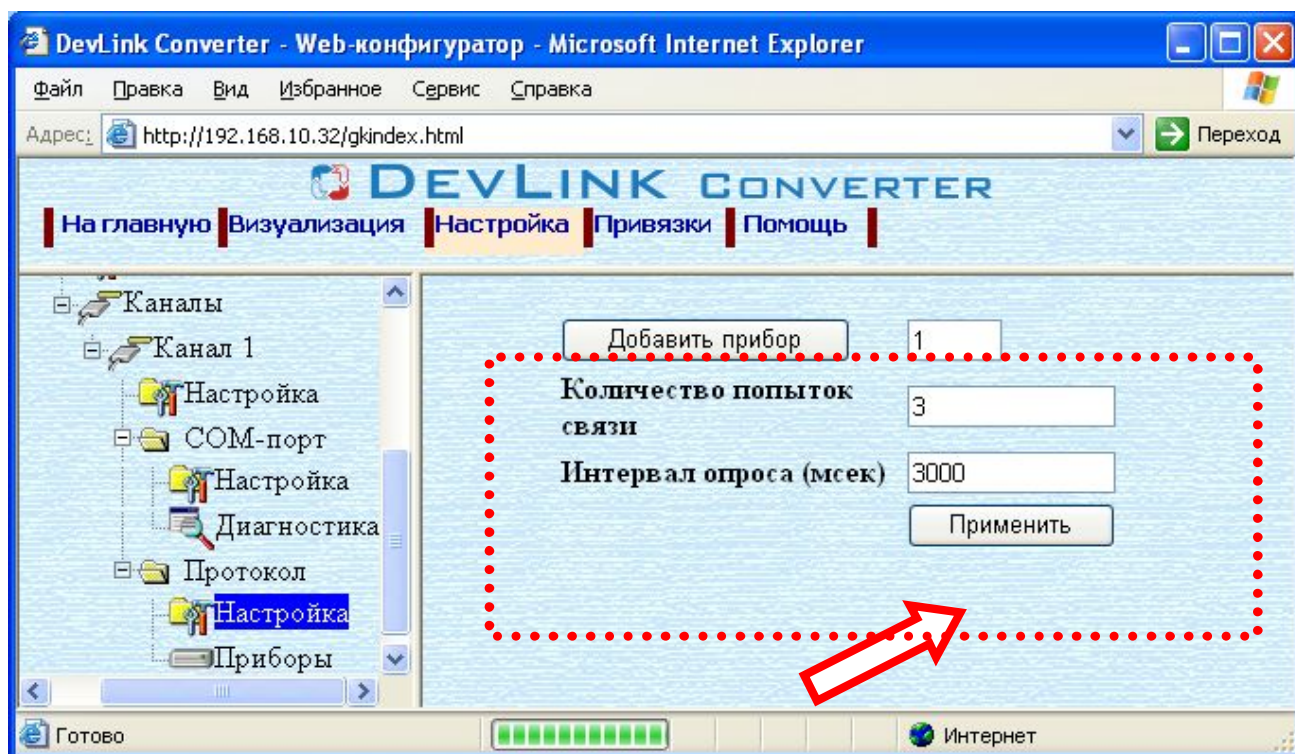 DevLink Converter - Web-конфигуратор - Microsoft Internet Explorer
Файл Правка Вид Избранное Сервис Справка
Адрес: http://192.168.10.32/gkindex.html Переход
DEVLINK CONVERTER
На главную Визуализация Настройка Привязки Помощь
Каналы
Канал 1
Настройка
COM-порт
Настройка
Диагностика
Протокол
Настройка
Приборы
Добавить прибор 1
Количество попыток
связи 3
Интервал опроса (мсек) 3000
Применить
Готово Интернет